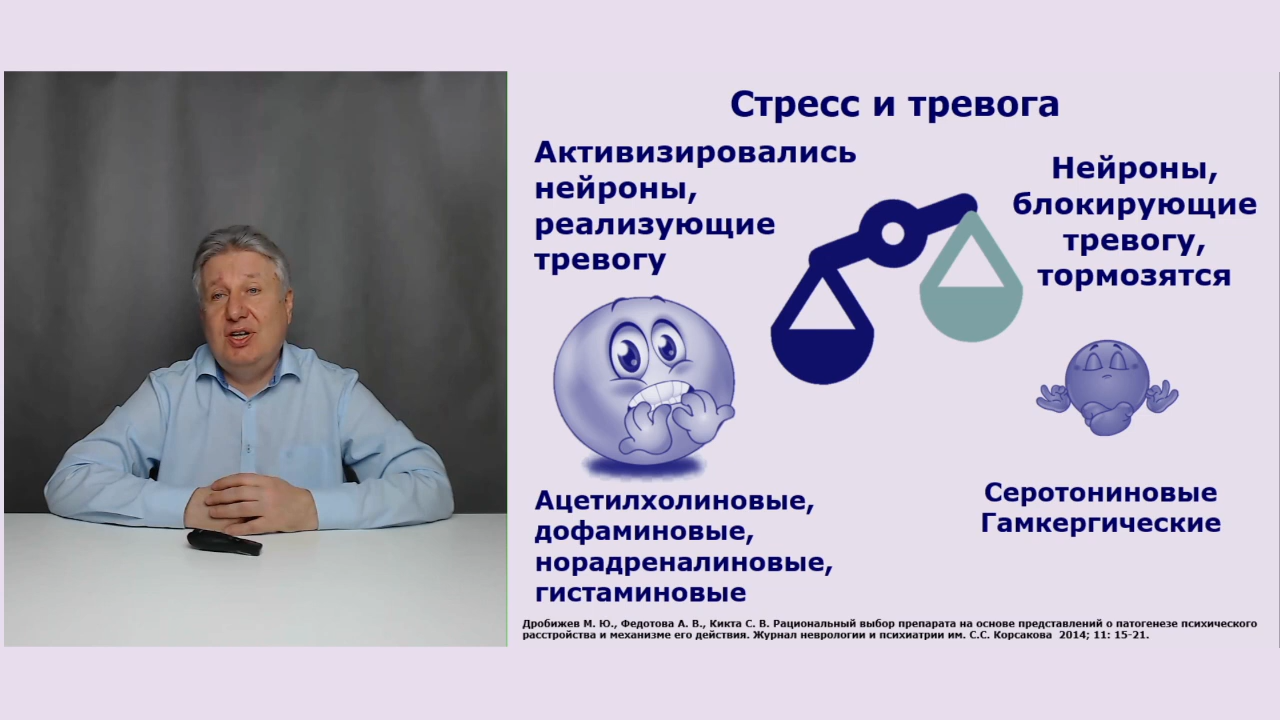 Стресс и тревога
Активизировались
нейроны,
реализующие
тревогу
Нейроны,
блокирующие
тревогу,
тормозятся
Ацетилхолиновые,
дофаминовые,
норадреналиновые,
гистаминовые
Серотониновые
Гамкергические
Дробижев М. Ю., Федотова А. В., Кикта С. В. Рациональный выбор препарата на основе представлений о патогенезе психического
расстройства и механизме его действия. Журнал неврологии и психиатрии им. С.С. Корсакова 2014; 11: 15-21.